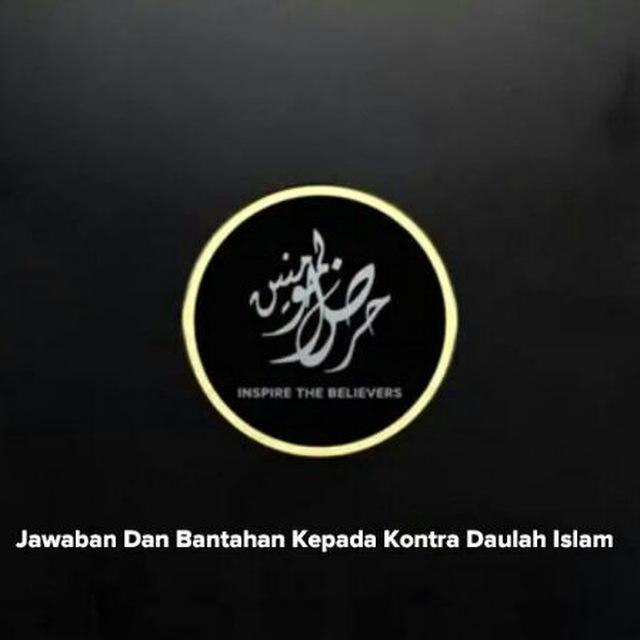 حرض المؤمنين
INSPIRE THE BELIEVERS
Jawaban Dan Bantahan Kepada Kontra Daulah Islam